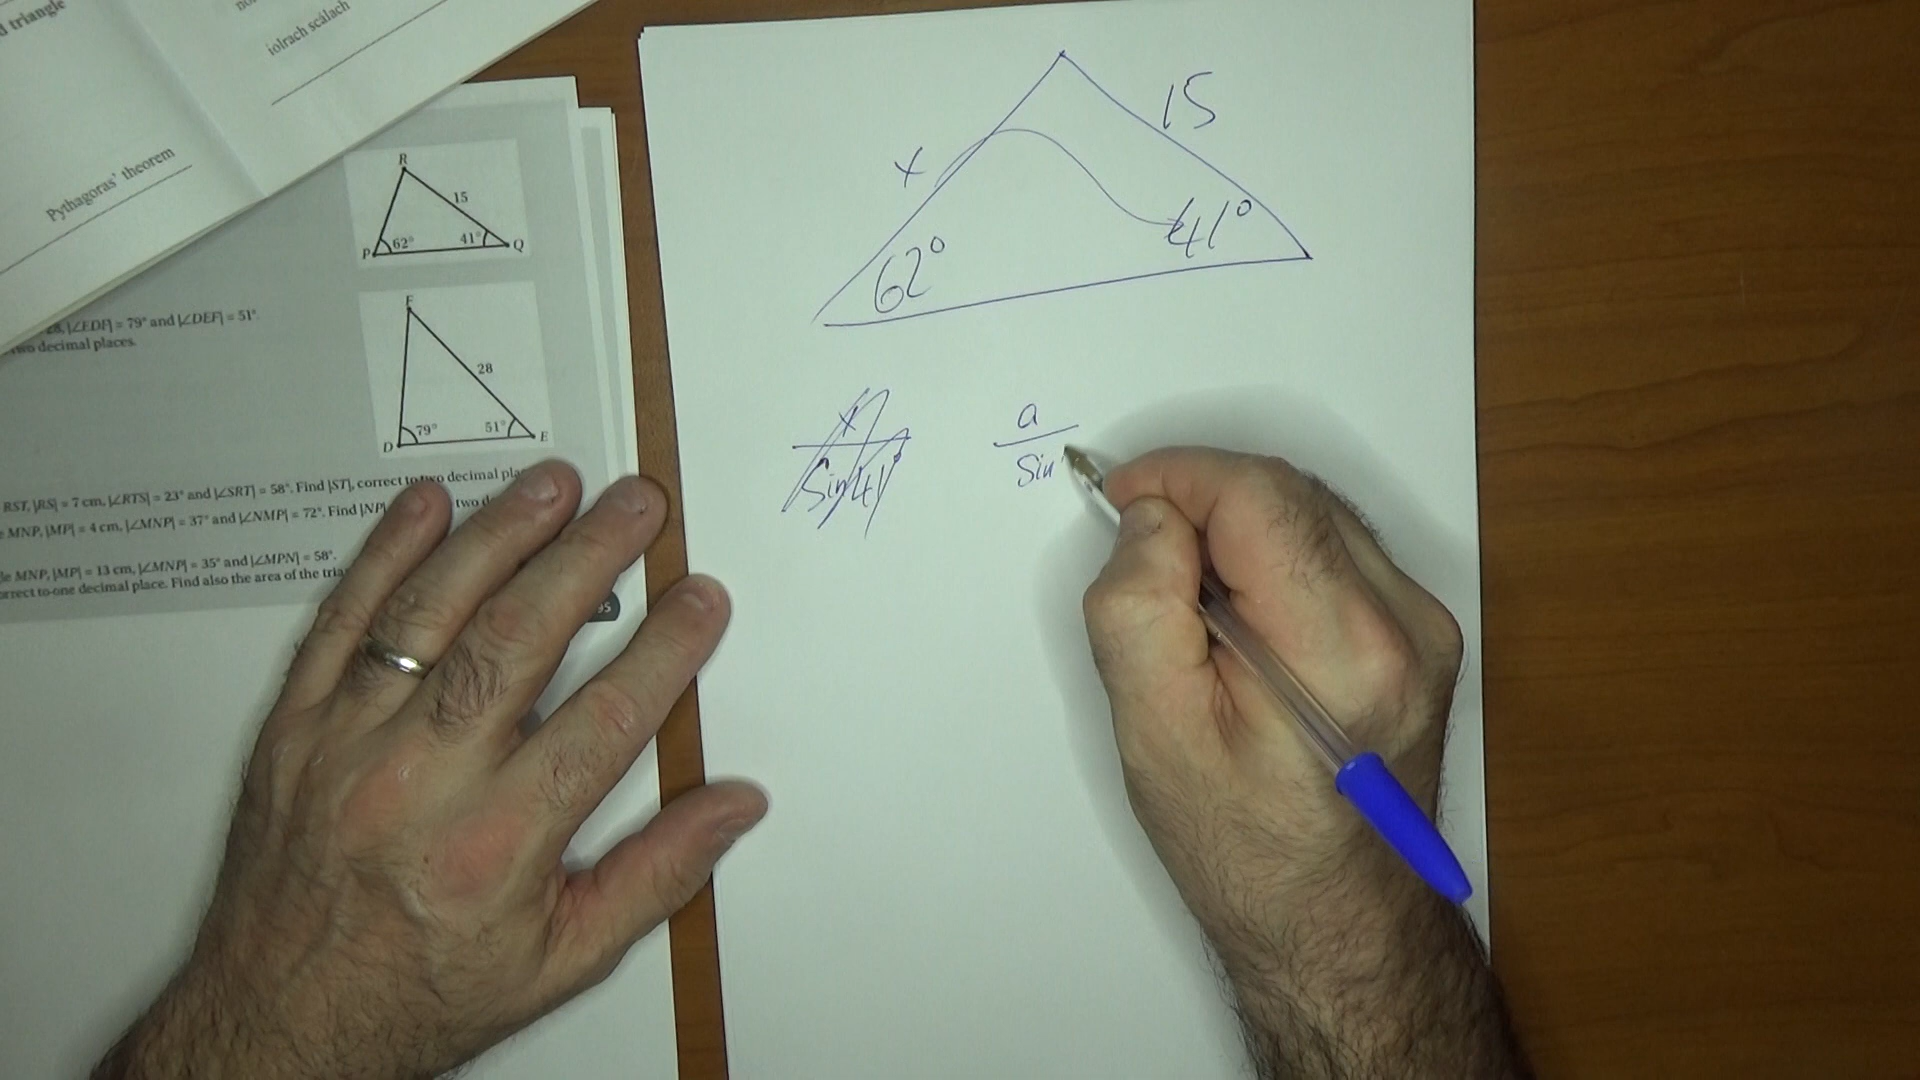 d triangle
iolrach scálach
Pythagoras' theorem
R
15
62°
41°
P
Q
28, |∠EDF| = 79° and |∠DEF| = 51°.
two decimal places.
F
28
79°
51°
D
E
RST, |RS| = 7 cm, |∠RTS| = 23° and |∠SRT| = 58°. Find |ST|, correct to two decimal
MNP, |MP| = 4 cm, |∠MNP| = 37° and |∠NMP| = 72°. Find |NP| two
MNP, |MP| = 13 cm, |∠MNP| = 35° and |∠MPN| = 58°.
to one decimal place. Find also the area of the
95
15
x
41°
62°
x
Sin 41°
a
Sin